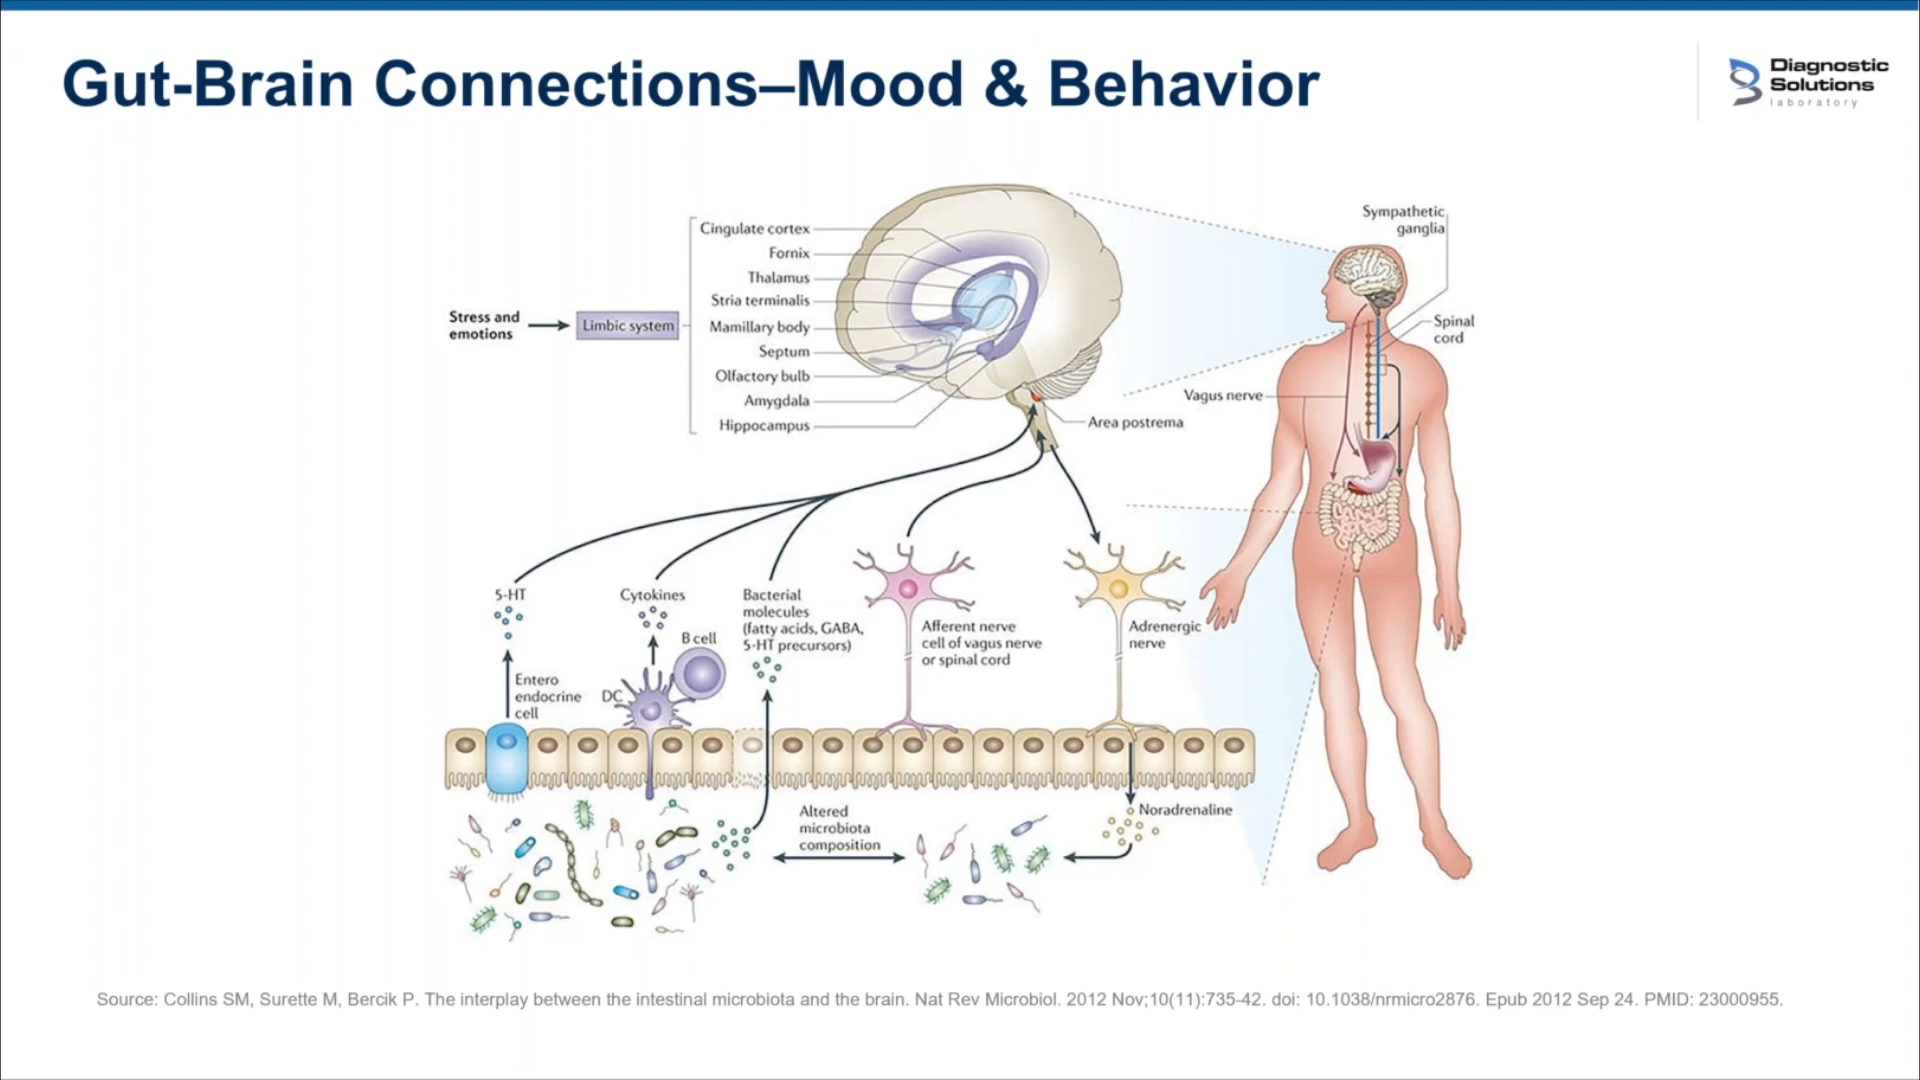 Gut-Brain Connections–Mood & Behavior
Diagnostic
Solutions
laboratory
Cingulate cortex
Fornix
Thalamus
Stria terminalis
Mamillary body
Septum
Olfactory bulb
Amygdala
Hippocampus
Stress and
emotions
Limbic system
Area postrema
Sympathetic
ganglia
Spinal
cord
Vagus nerve
5-HT
Cytokines
Bacterial
molecules
(fatty acids, GABA,
5-HT precursors)
B cell
Entero
endocrine
cell
DC
Afferent nerve
cell of vagus nerve
or spinal cord
Adrenergic
nerve
Altered
microbiota
composition
Noradrenaline
Source: Collins SM, Surette M, Bercik P. The interplay between the intestinal microbiota and the brain. Nat Rev Microbiol. 2012 Nov;10(11):735-42. doi: 10.1038/nrmicro2876. Epub 2012 Sep 24. PMID: 23000955.